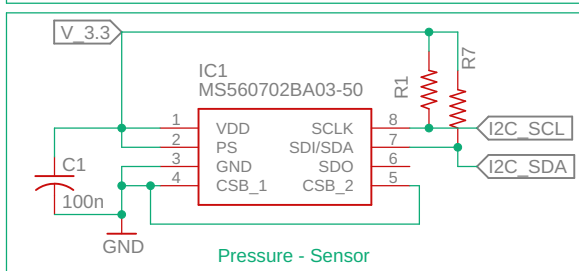 V_3.3
IC1
MS560702BA03-50
R1
R7
1 VDD SCLK 8
2 PS SDI/SDA 7
3 GND SDO 6
4 CSB_1 CSB_2 5
I2C_SCL
I2C_SDA
C1
100n
GND
Pressure - Sensor